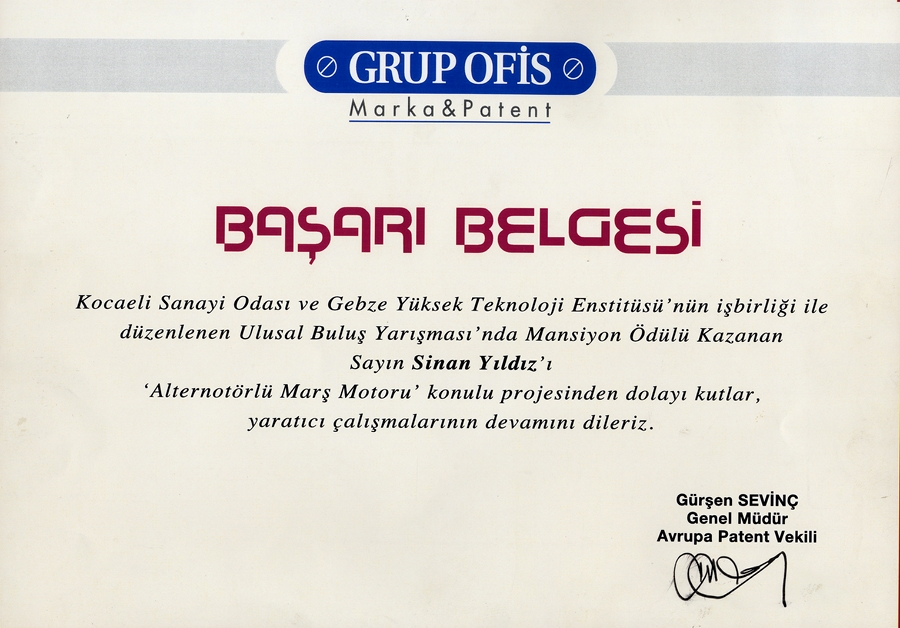 GRUP OFİS
Marka&Patent
BAŞARI BELGESİ
Kocaeli Sanayi Odası ve Gebze Yüksek Teknoloji Enstitüsü’nün işbirliği ile
düzenlenen Ulusal Buluş Yarışması’nda Mansiyon Ödülü Kazanan
Sayın Sinan Yıldız’ı
‘Alternotörlü Marş Motoru’ konulu projesinden dolayı kutlar,
yaratıcı çalışmalarının devamını dileriz.
Gürşen SEVİNÇ
Genel Müdür
Avrupa Patent Vekili